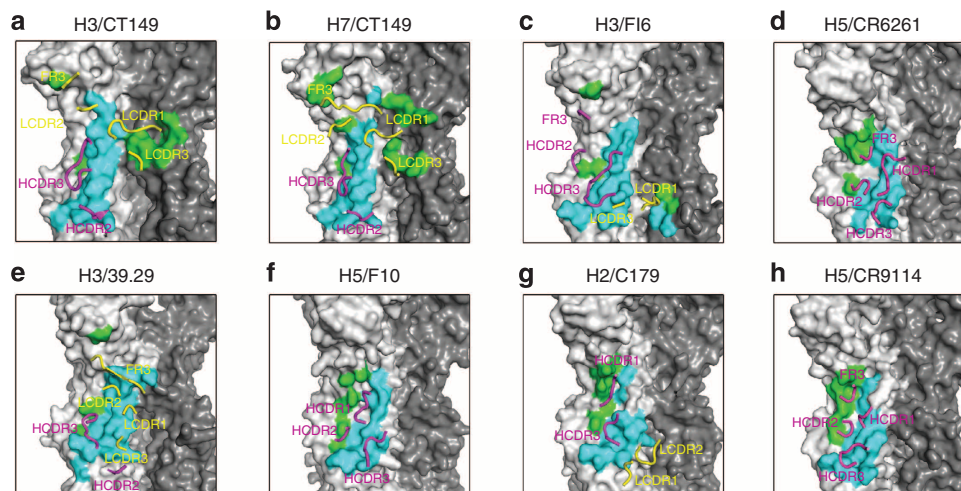 a H3/CT149
FR3
LCDR2
LCDR1
LCDR3
HCDR3
HCDR2
b H7/CT149
FR3
LCDR1
LCDR2
LCDR3
HCDR3
HCDR2
c H3/FI6
FR3
HCDR2
HCDR3
LCDR1
LCDR3
d H5/CR6261
FR3
HCDR1
HCDR2
HCDR3
e H3/39.29
FR3
LCDR2
LCDR1
HCDR3
LCDR3
HCDR2
f H5/F10
HCDR1
HCDR2
HCDR3
g H2/C179
HCDR1
HCDR3
LCDR2
LCDR1
h H5/CR9114
FR3
HCDR1
HCDR2
HCDR3